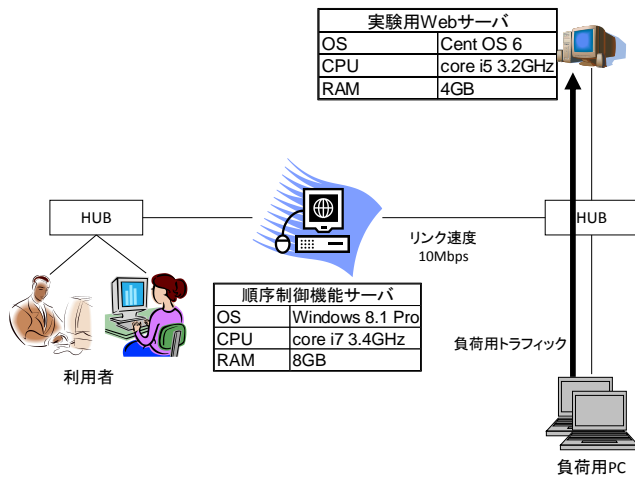 実験用Webサーバ
OS Cent OS 6
CPU core i5 3.2GHz
RAM 4GB
HUB
HUB
リンク速度
10Mbps
順序制御機能サーバ
OS Windows 8.1 Pro
CPU core i7 3.4GHz
RAM 8GB
利用者
負荷用トラフィック
負荷用PC